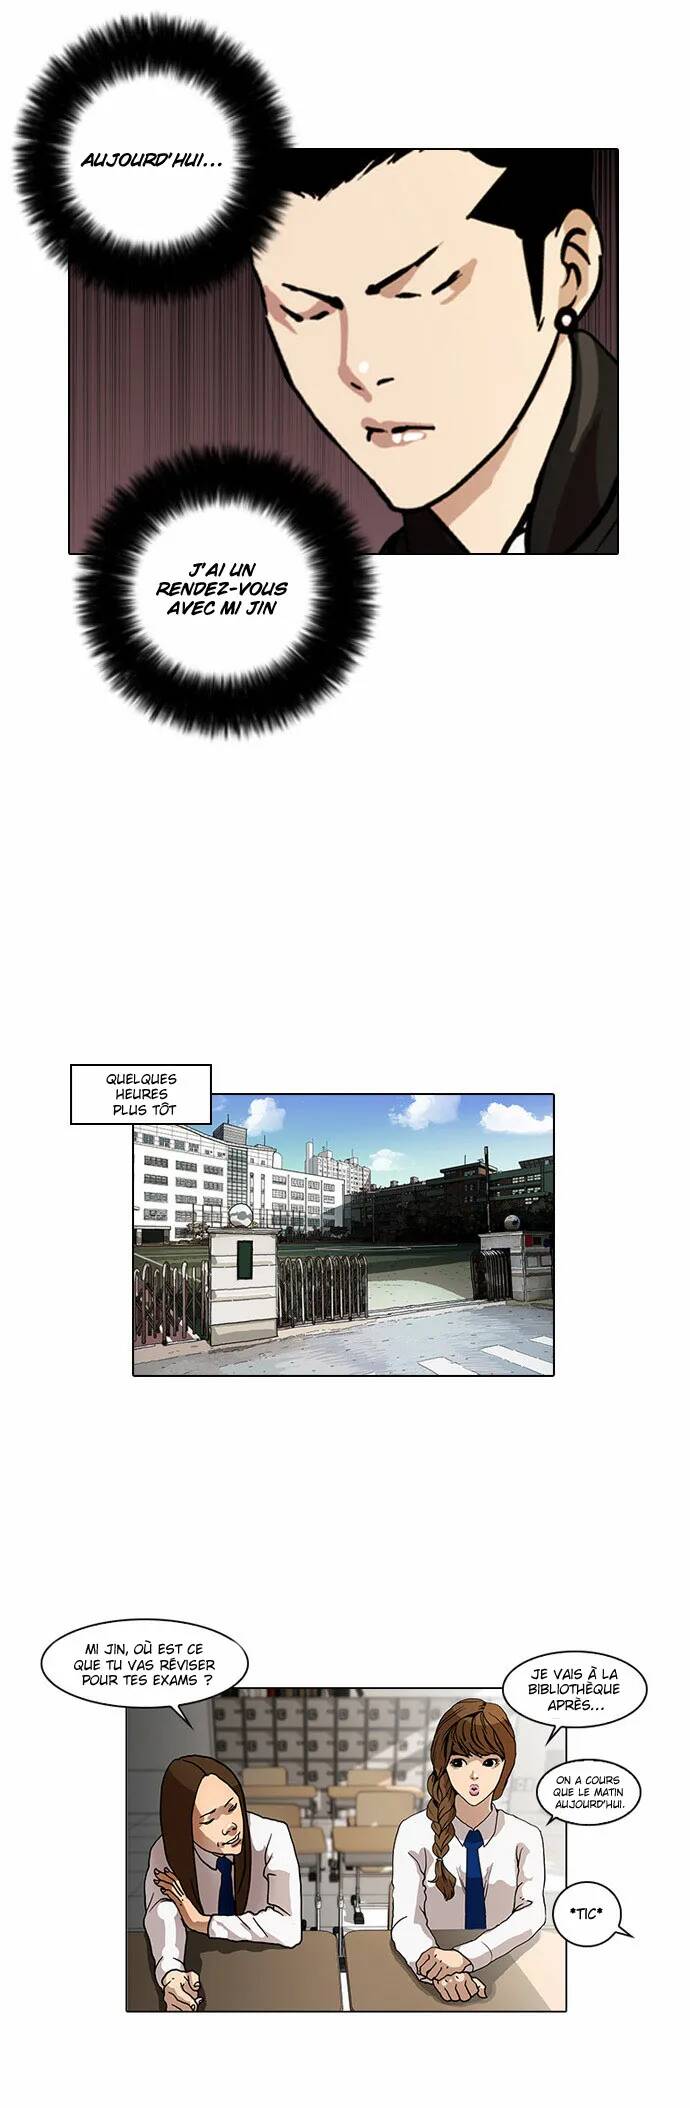 AUJOURD'HUI...
J'AI UN
RENDEZ-VOUS
AVEC MI JIN
QUELQUES
HEURES
PLUS TÔT
MI JIN, OÙ EST CE
QUE TU VAS RÉVISER
POUR TES EXAMS ?
JE VAIS À LA
BIBLIOTHÈQUE
APRÈS...
ON A COURS
QUE LE MATIN
AUJOURD'HUI.
*TIC*